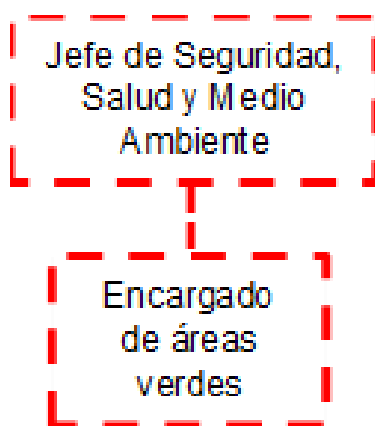 Jefe de Seguridad,
Salud y Medio
Ambiente
Encargado
de áreas
verdes